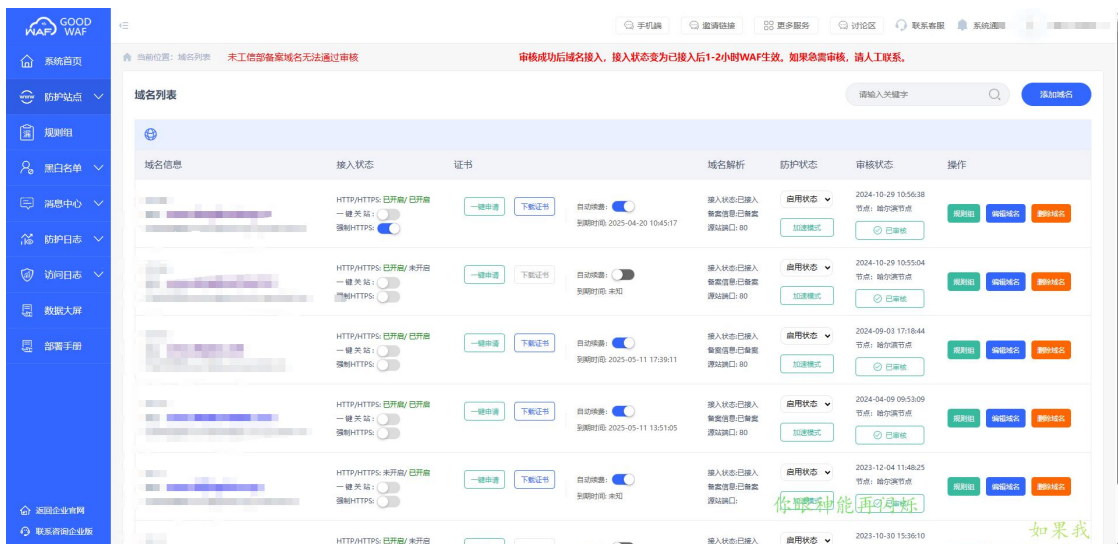 GOOD WAF
WAF
手机端 邀请链接 更多服务 讨论区 联系客服 系统通
系统首页
防护站点
规则组
黑白名单
消息中心
防护日志
访问日志
数据大屏
部署手册
返回企业官网
联系咨询企业版
当前位置: 域名列表 未工信部备案域名无法通过审核 审核成功后域名接入，接入状态变为已接入后1-2小时WAF生效。如果急需审核，请人工联系。
域名列表 请输入关键字 添加域名
域名信息 接入状态 证书 域名解析 防护状态 审核状态 操作
HTTP/HTTPS: 已开启/ 已开启
一键关站:
强制HTTPS:
一键申请 下载证书
自动续签:
到期时间: 2025-04-20 10:45:17
接入状态:已接入
备案信息:已备案
源站端口: 80
启用状态
加速模式
2024-10-29 10:56:38
节点: 哈尔滨节点
已审核
规则组 编辑域名 删除域名
HTTP/HTTPS: 已开启/ 未开启
一键关站:
强制HTTPS:
一键申请 下载证书
自动续签:
到期时间: 未知
接入状态:已接入
备案信息:已备案
源站端口: 80
启用状态
加速模式
2024-10-29 10:55:04
节点: 哈尔滨节点
已审核
规则组 编辑域名 删除域名
HTTP/HTTPS: 已开启/ 已开启
一键关站:
强制HTTPS:
一键申请 下载证书
自动续签:
到期时间: 2025-05-11 17:39:11
接入状态:已接入
备案信息:已备案
源站端口: 80
启用状态
加速模式
2024-09-03 17:18:44
节点: 哈尔滨节点
已审核
规则组 编辑域名 删除域名
HTTP/HTTPS: 已开启/ 已开启
一键关站:
强制HTTPS:
一键申请 下载证书
自动续签:
到期时间: 2025-05-11 13:51:05
接入状态:已接入
备案信息:已备案
源站端口: 80
启用状态
加速模式
2024-04-09 09:53:09
节点: 哈尔滨节点
已审核
规则组 编辑域名 删除域名
HTTP/HTTPS: 未开启/ 已开启
一键关站:
强制HTTPS:
一键申请 下载证书
自动续签:
到期时间: 未知
接入状态:已接入
备案信息:已备案
源站端口:
启用状态
2023-12-04 11:48:25
节点: 哈尔滨节点
规则组 编辑域名 删除域名
你眼神能再闪烁
如果我
HTTP/HTTPS: 已开启/ 未开启
接入状态:已接入
启用状态
2023-10-30 15:36:10